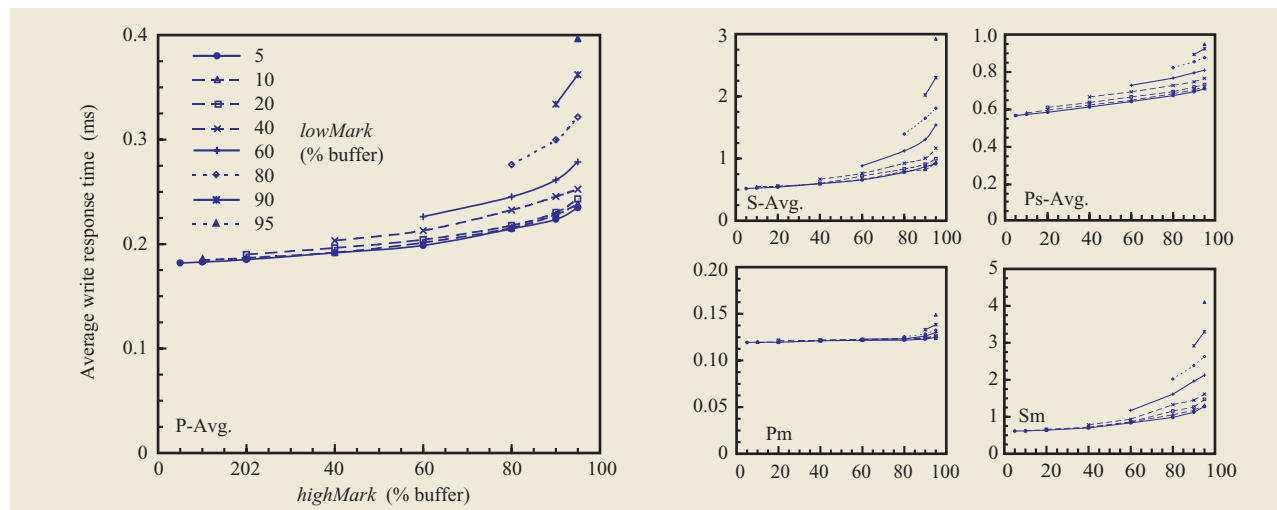 0.4
0.3
0.2
0.1
0
Average write response time (ms)
5
10
20
40
60
80
90
95
lowMark
(% buffer)
P-Avg.
0 202 40 60 80 100
highMark (% buffer)
3
2
1
0
S-Avg.
0 20 40 60 80 100
1.0
0.8
0.6
0.4
0.2
0
Ps-Avg.
0 20 40 60 80 100
0.20
0.15
0.10
0.05
0
Pm
0 20 40 60 80 100
5
4
3
2
1
0
Sm
0 20 40 60 80 100